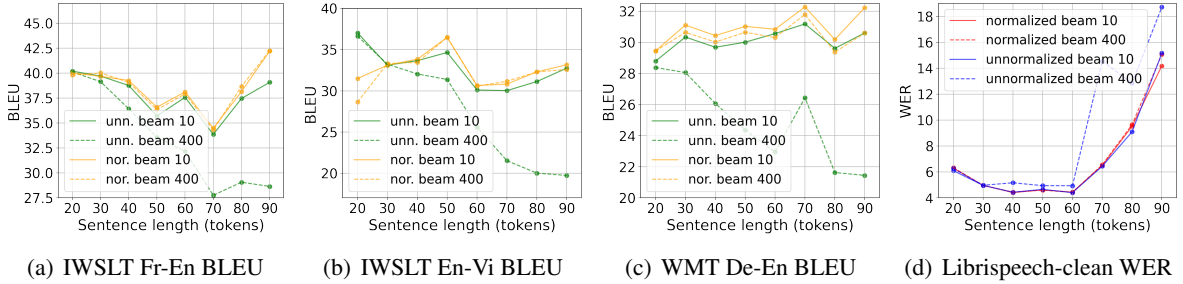 BLEU
45.0
42.5
40.0
37.5
35.0
32.5
30.0
27.5
unn. beam 10
unn. beam 400
nor. beam 10
nor. beam 400
20 30 40 50 60 70 80 90
Sentence length (tokens)
(a) IWSLT Fr-En BLEU
BLEU
40
35
30
25
20
unn. beam 10
unn. beam 400
nor. beam 10
nor. beam 400
20 30 40 50 60 70 80 90
Sentence length (tokens)
(b) IWSLT En-Vi BLEU
BLEU
32
30
28
26
24
22
20
unn. beam 10
unn. beam 400
nor. beam 10
nor. beam 400
20 30 40 50 60 70 80 90
Sentence length (tokens)
(c) WMT De-En BLEU
WER
18
16
14
12
10
8
6
4
normalized beam 10
normalized beam 400
unnormalized beam 10
unnormalized beam 400
20 30 40 50 60 70 80 90
Sentence length (tokens)
(d) Librispeech-clean WER